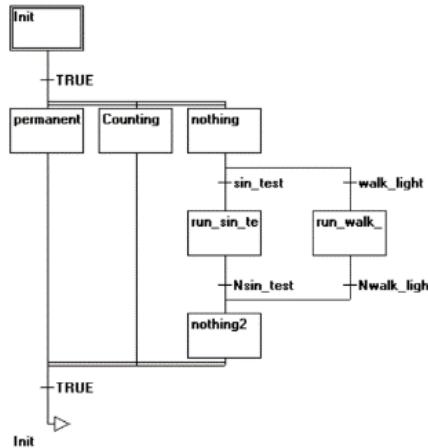 Init
TRUE
permanent
Counting
nothing
sin_test
walk_light
run_sin_te
run_walk_
Nsin_test
Nwalk_ligh
nothing2
TRUE
Init